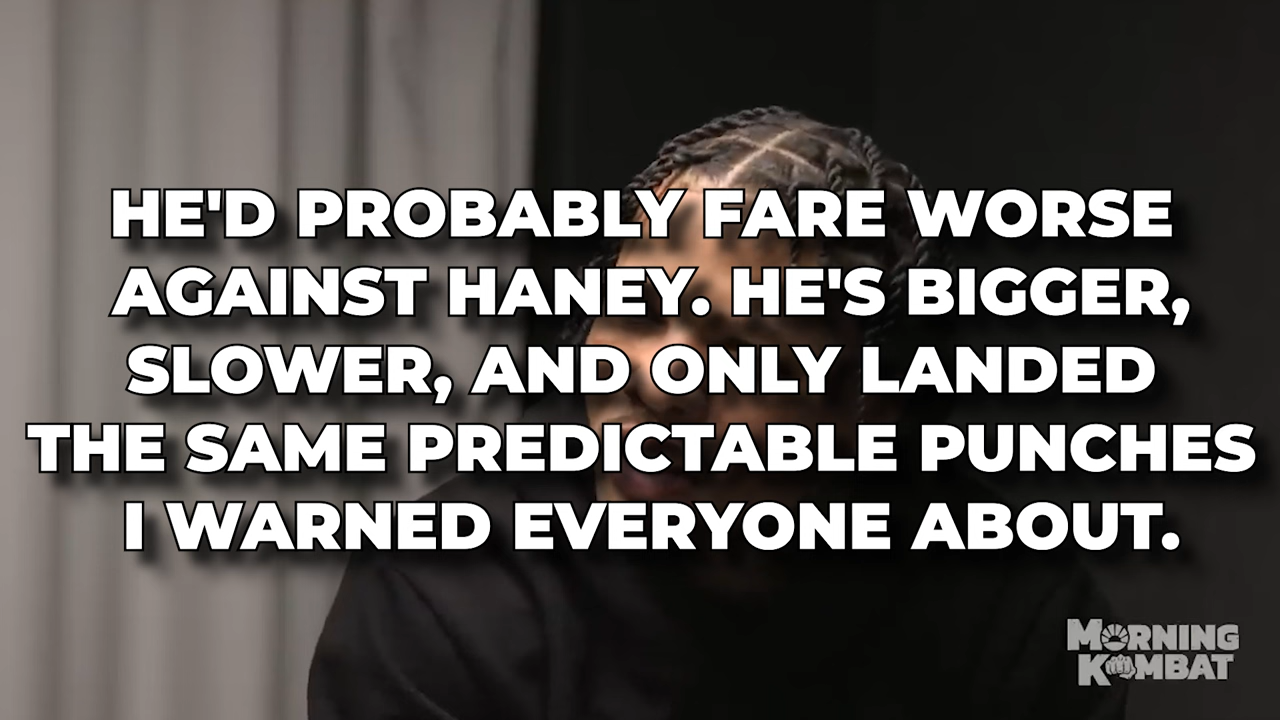 HE'D PROBABLY FARE WORSE
AGAINST HANEY. HE'S BIGGER,
SLOWER, AND ONLY LANDED
THE SAME PREDICTABLE PUNCHES
I WARNED EVERYONE ABOUT.
MORNING
KOMBAT